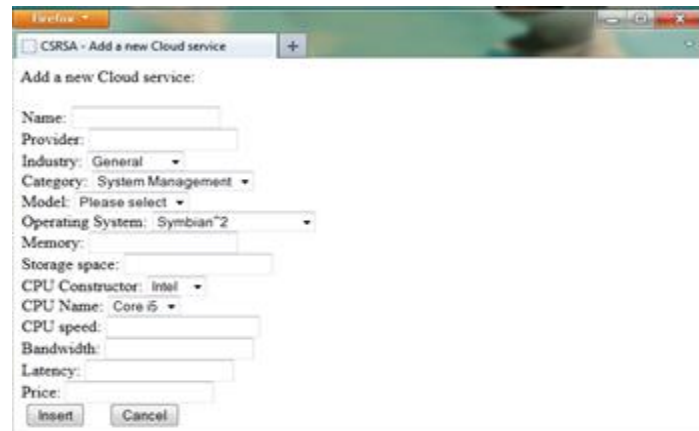 Firefox
CSRSA - Add a new Cloud service
+
Add a new Cloud service:
Name:
Provider:
Industry: General
Category: System Management
Model: Please select
Operating System: Symbian^2
Memory:
Storage space:
CPU Constructor: Intel
CPU Name: Core i5
CPU speed:
Bandwidth:
Latency:
Price:
Insert Cancel